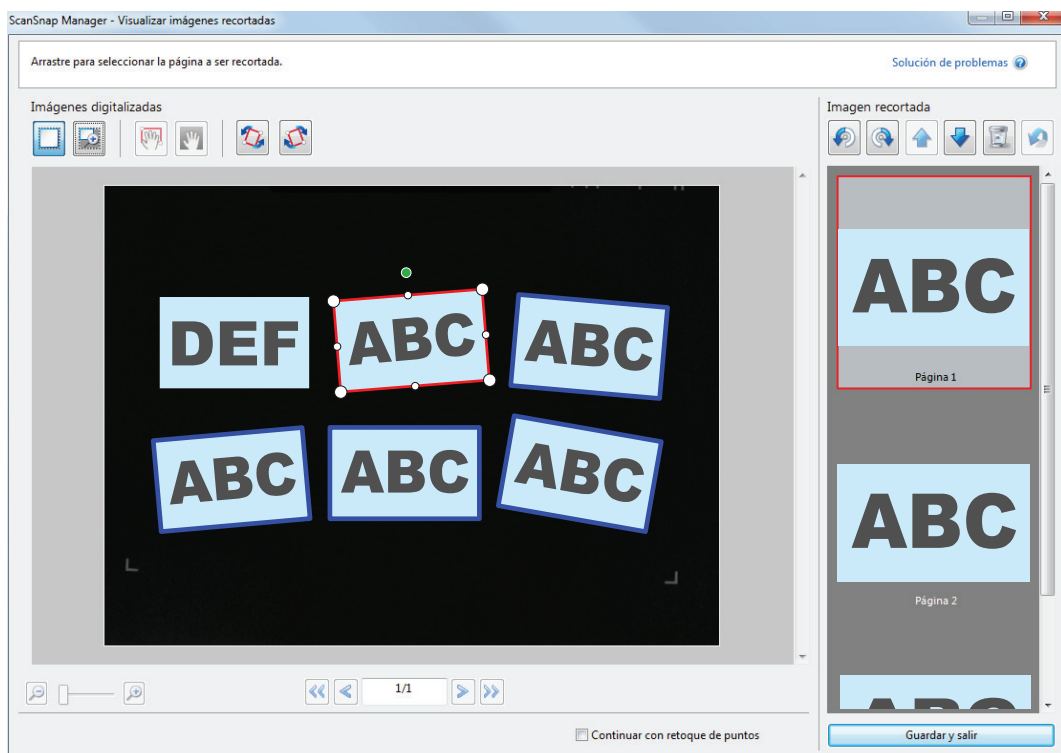 ScanSnap Manager - Visualizar imágenes recortadas
Arrastre para seleccionar la página a ser recortada.
Solución de problemas
Imágenes digitalizadas
Imagen recortada
DEF
ABC
ABC
ABC
ABC
ABC
1/1
Continuar con retoque de puntos
ABC
Página 1
ABC
Página 2
ABC
Guardar y salir